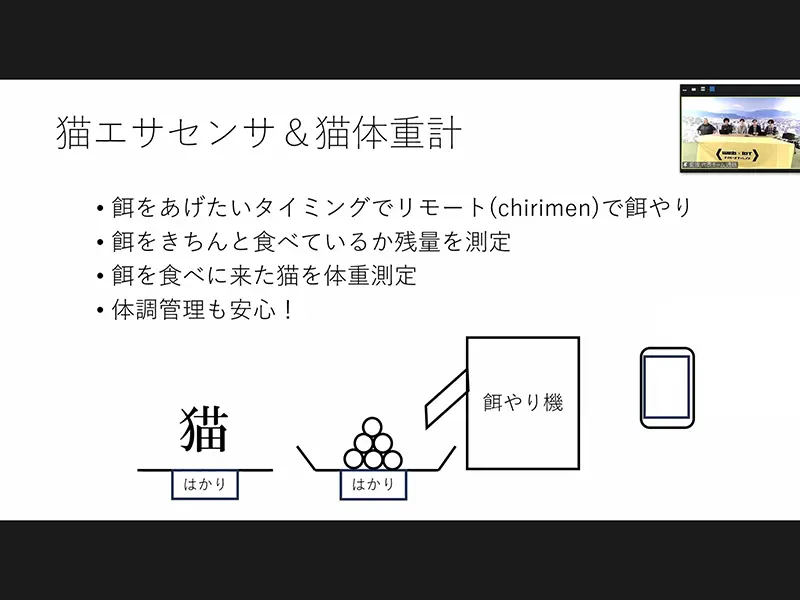 猫エサセンサ＆猫体重計
• 餌をあげたいタイミングでリモート(chirimen)で餌やり
• 餌をきちんと食べているか残量を測定
• 餌を食べに来た猫を体重測定
• 体調管理も安心！
餌やり機
猫
はかり
はかり
WEB×IoT